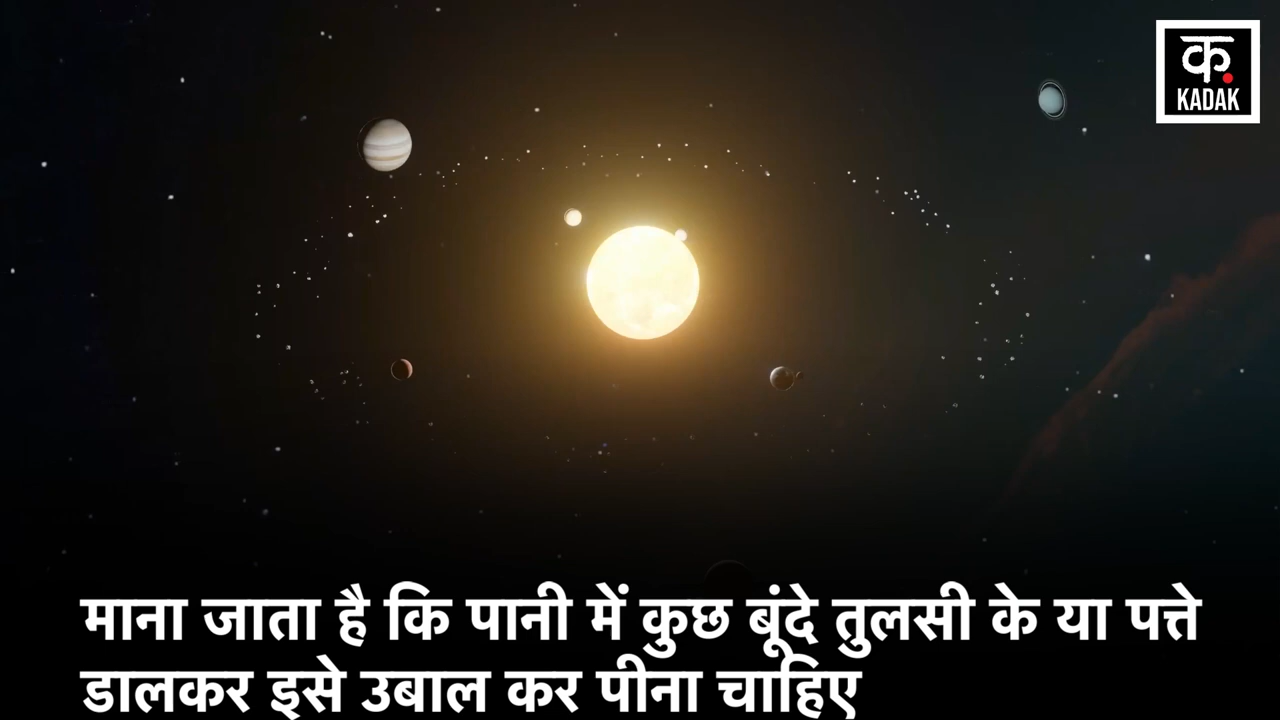 क.
KADAK
माना जाता है कि पानी में कुछ बूंदे तुलसी के या पत्ते
डालकर इसे उबाल कर पीना चाहिए